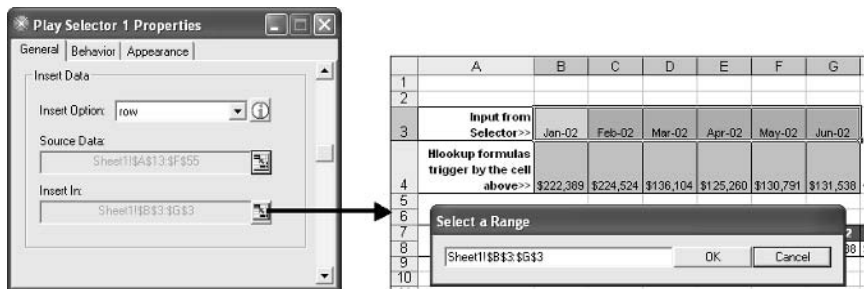 Play Selector 1 Properties
General Behavior Appearance
Insert Data
Insert Option: row
Source Data:
Sheet1!$A$13:$F$55
Insert In:
Sheet1!$B$3:$G$3
A B C D E F G
1
2
3 Input from Selector>> Jan-02 Feb-02 Mar-02 Apr-02 May-02 Jun-02
4 Hlookup formulas trigger by the cell above>> $222,389 $224,524 $136,104 $125,260 $130,791 $131,538
5
6
7 2
8 38
9
10
Select a Range
Sheet1!$B$3:$G$3 OK Cancel